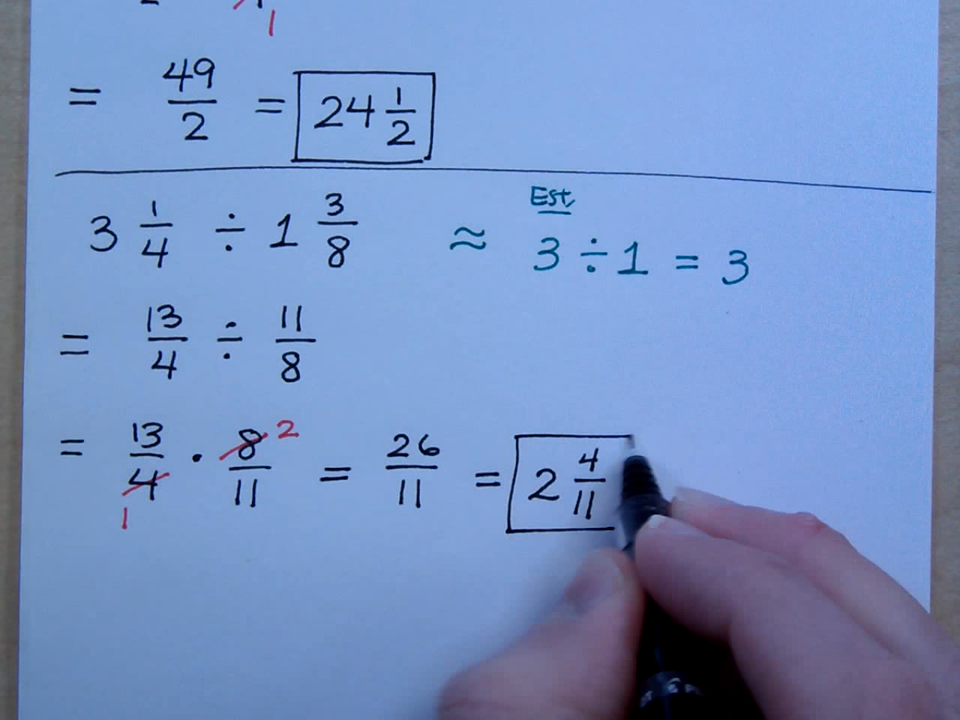 1
= 49/2 = 24 1/2
Est.
3 1/4 ÷ 1 3/8 ≈ 3 ÷ 1 = 3
= 13/4 ÷ 11/8
= 13/4 · 8/11 2 = 26/11 = 2 4/11
1